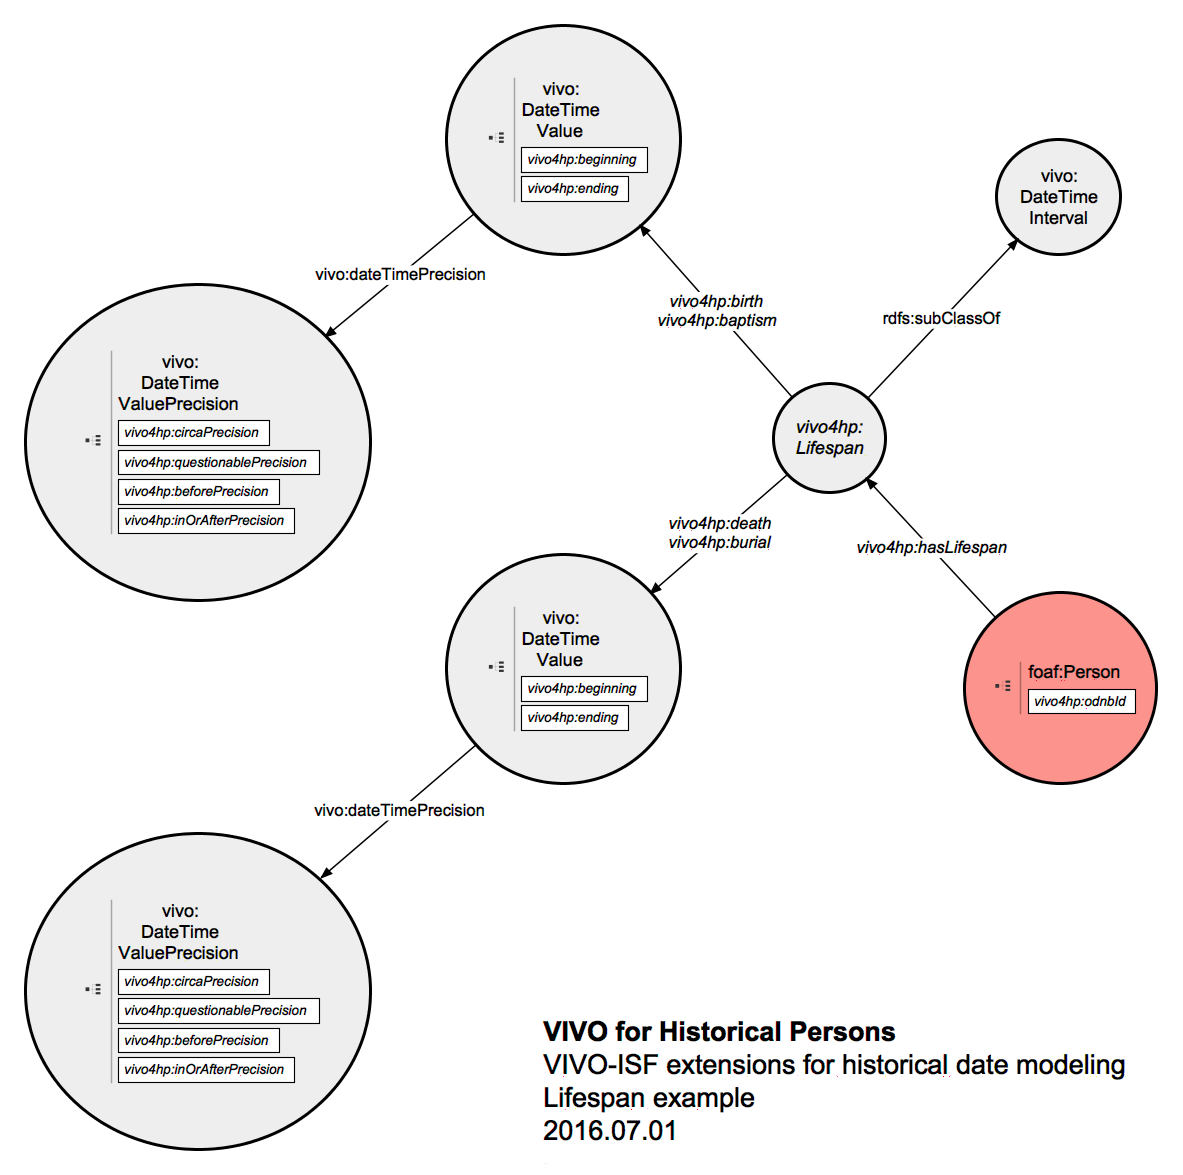 vivo:
DateTime
Value
vivo4hp:beginning
vivo4hp:ending
vivo:
DateTime
Interval
vivo:dateTimePrecision
vivo4hp:birth
vivo4hp:baptism
rdfs:subClassOf
vivo:
DateTime
ValuePrecision
vivo4hp:circaPrecision
vivo4hp:questionablePrecision
vivo4hp:beforePrecision
vivo4hp:inOrAfterPrecision
vivo4hp:
Lifespan
vivo4hp:death
vivo4hp:burial
vivo4hp:hasLifespan
vivo:
DateTime
Value
vivo4hp:beginning
vivo4hp:ending
foaf:Person
vivo4hp:odnbId
vivo:dateTimePrecision
vivo:
DateTime
ValuePrecision
vivo4hp:circaPrecision
vivo4hp:questionablePrecision
vivo4hp:beforePrecision
vivo4hp:inOrAfterPrecision
VIVO for Historical Persons
VIVO-ISF extensions for historical date modeling
Lifespan example
2016.07.01